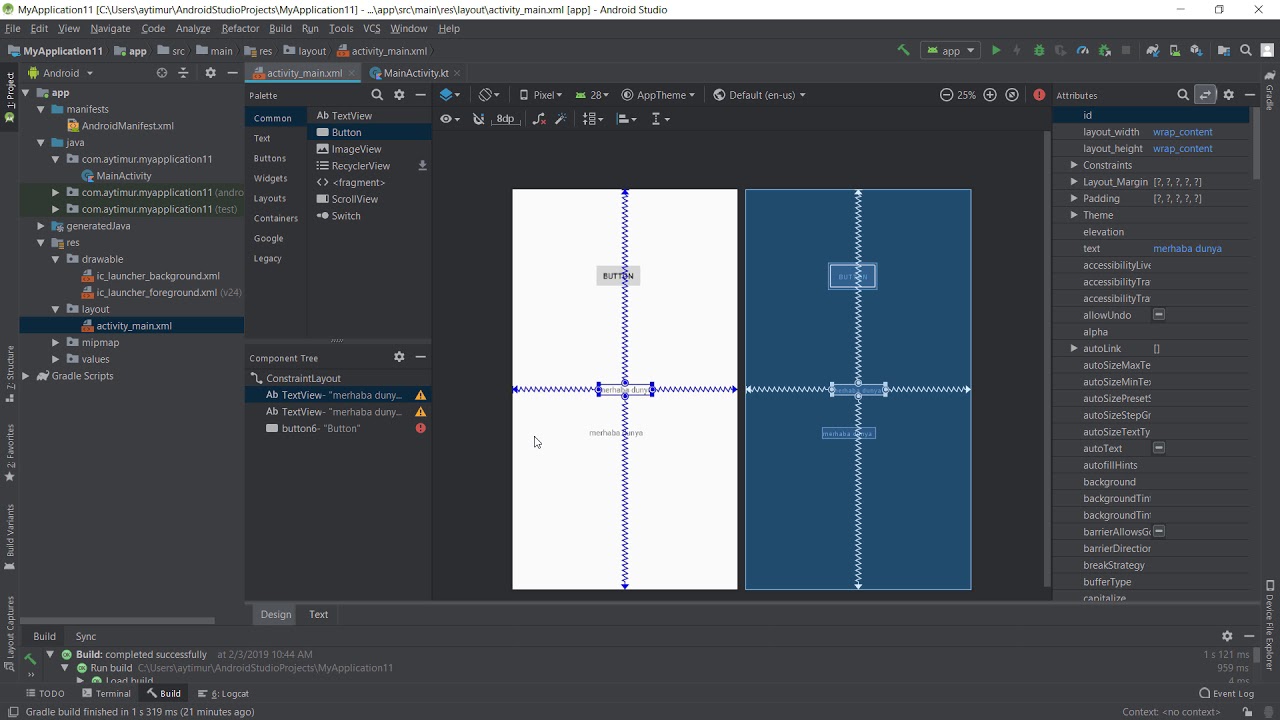 MyApplication11 [C:\Users\aytimur\AndroidStudioProjects\MyApplication11] - ...\app\src\main\res\layout\activity_main.xml [app] - Android Studio
File Edit View Navigate Code Analyze Refactor Build Run Tools VCS Window Help
MyApplication11 app src main res layout activity_main.xml
app
Android
activity_main.xml
MainActivity.kt
1: Project
7: Structure
2: Favorites
Build Variants
Layout Captures
app
manifests
AndroidManifest.xml
java
com.aytimur.myapplication11
MainActivity
com.aytimur.myapplication11 (andro
com.aytimur.myapplication11 (test)
generatedJava
res
drawable
ic_launcher_background.xml
ic_launcher_foreground.xml (v24)
layout
activity_main.xml
mipmap
values
Gradle Scripts
Palette
Common
Text
Buttons
Widgets
Layouts
Containers
Google
Legacy
Ab TextView
Button
ImageView
RecyclerView
<fragment>
ScrollView
Switch
Component Tree
ConstraintLayout
Ab TextView- "merhaba duny...
Ab TextView- "merhaba duny...
button6- "Button"
Pixel 28 AppTheme Default (en-us) 25%
8dp
BUTTON
merhaba duny
merhaba dunya
BUTTON
merhaba dunya
merhaba dunya
Attributes
id
layout_width wrap_content
layout_height wrap_content
Constraints
Layout_Margin [?, ?, ?, ?, ?]
Padding [?, ?, ?, ?, ?]
Theme
elevation
text merhaba dunya
accessibilityLive
accessibilityTra
accessibilityTra
allowUndo
alpha
autoLink []
autoSizeMaxTe
autoSizeMinTex
autoSizePresetS
autoSizeStepGr
autoSizeTextTy
autoText
autofillHints
background
backgroundTint
backgroundTint
barrierAllowsGo
barrierDirection
breakStrategy
bufferType
capitalize
Gradle
Device File Explorer
Design Text
Build Sync
Build: completed successfully at 2/3/2019 10:44 AM 1 s 121 ms
Run build C:\Users\aytimur\AndroidStudioProjects\MyApplication11 959 ms
Load build 4 ms
TODO Terminal Build 6: Logcat Event Log
Gradle build finished in 1 s 319 ms (21 minutes ago) Context: <no context>